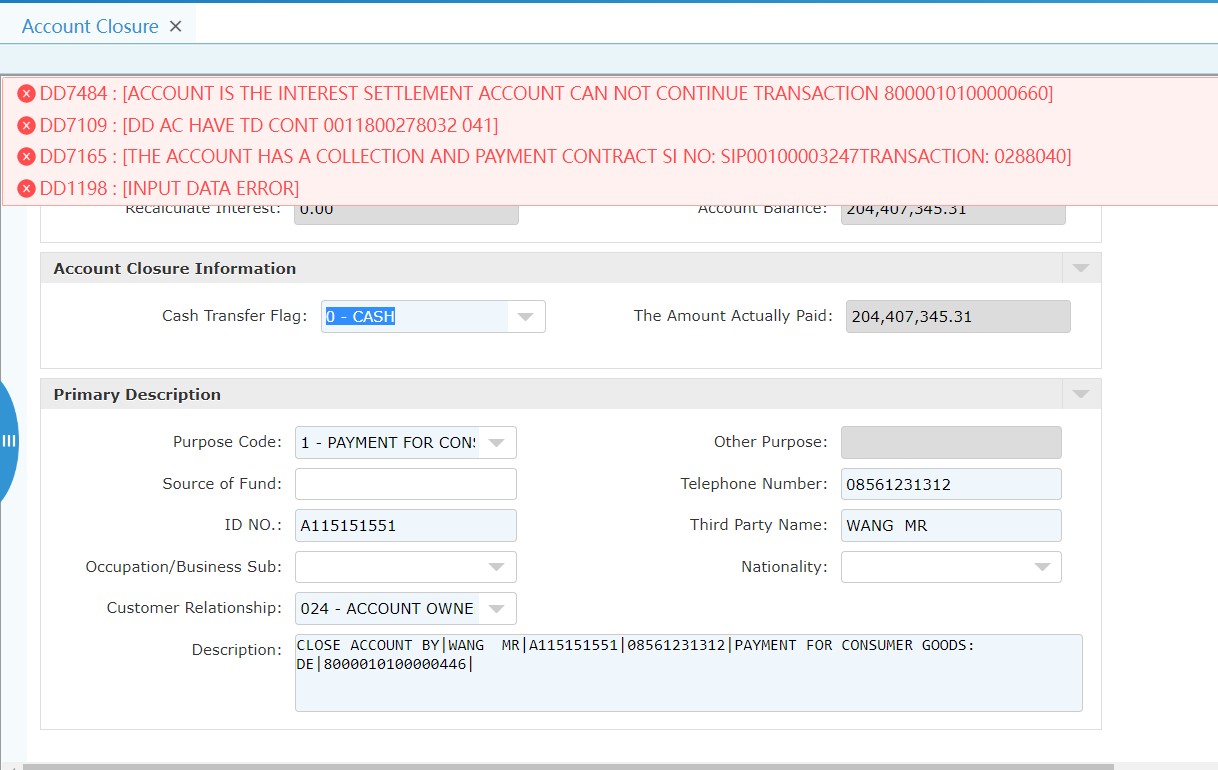 Account Closure
DD7484 : [ACCOUNT IS THE INTEREST SETTLEMENT ACCOUNT CAN NOT CONTINUE TRANSACTION 8000010100000660]
DD7109 : [DD AC HAVE TD CONT 0011800278032 041]
DD7165 : [THE ACCOUNT HAS A COLLECTION AND PAYMENT CONTRACT SI NO: SIP00100003247TRANSACTION: 0288040]
DD1198 : [INPUT DATA ERROR]
Recalculate Interest: 0.00 Account Balance: 204,407,345.31
Account Closure Information
Cash Transfer Flag: 0 - CASH The Amount Actually Paid: 204,407,345.31
Primary Description
Purpose Code: 1 - PAYMENT FOR CONS Other Purpose:
Source of Fund: Telephone Number: 08561231312
ID NO.: A115151551 Third Party Name: WANG  MR
Occupation/Business Sub: Nationality:
Customer Relationship: 024 - ACCOUNT OWNE
Description: CLOSE ACCOUNT BY|WANG  MR|A115151551|08561231312|PAYMENT FOR CONSUMER GOODS:
DE|8000010100000446|